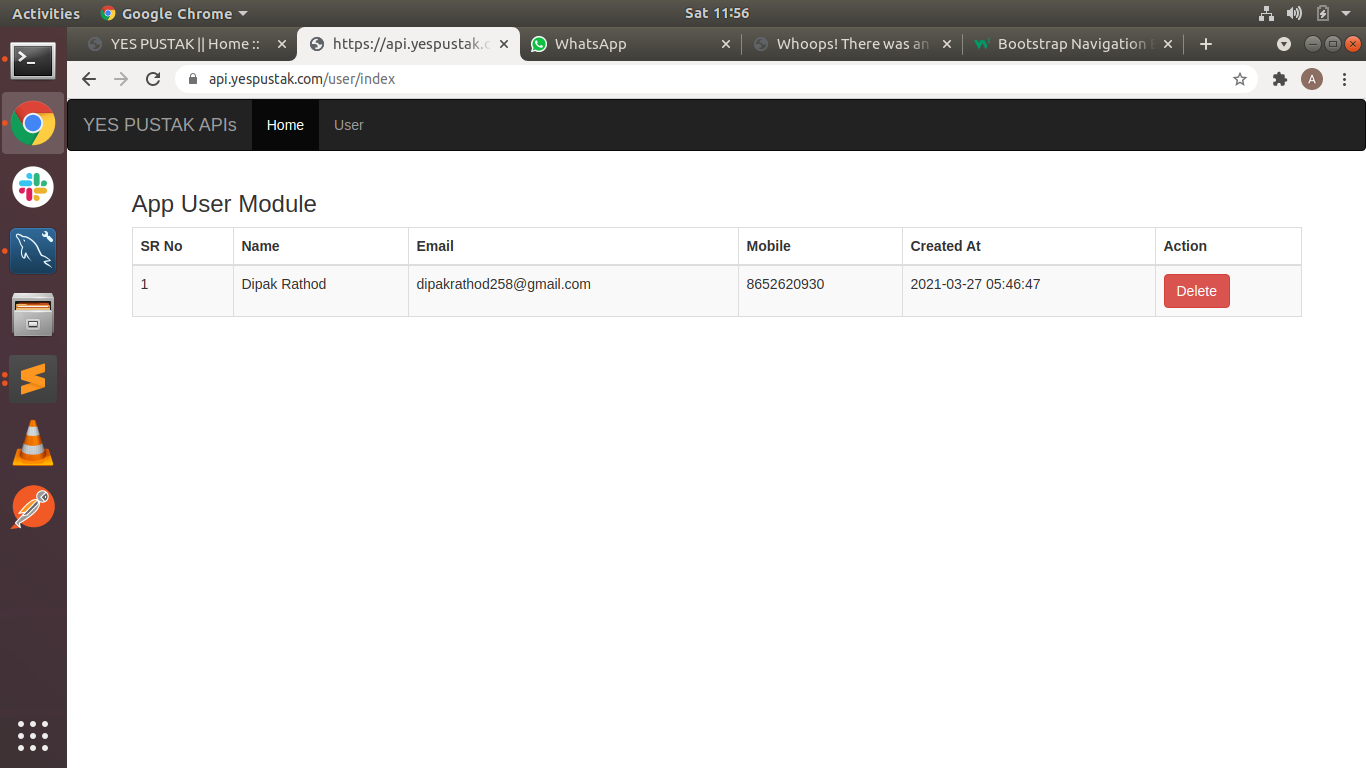 Activities Google Chrome Sat 11:56
YES PUSTAK || Home :: https://api.yespustak.c WhatsApp Whoops! There was an Bootstrap Navigation
api.yespustak.com/user/index A
YES PUSTAK APIs Home User
App User Module
SR No Name Email Mobile Created At Action
1 Dipak Rathod dipakrathod258@gmail.com 8652620930 2021-03-27 05:46:47 Delete